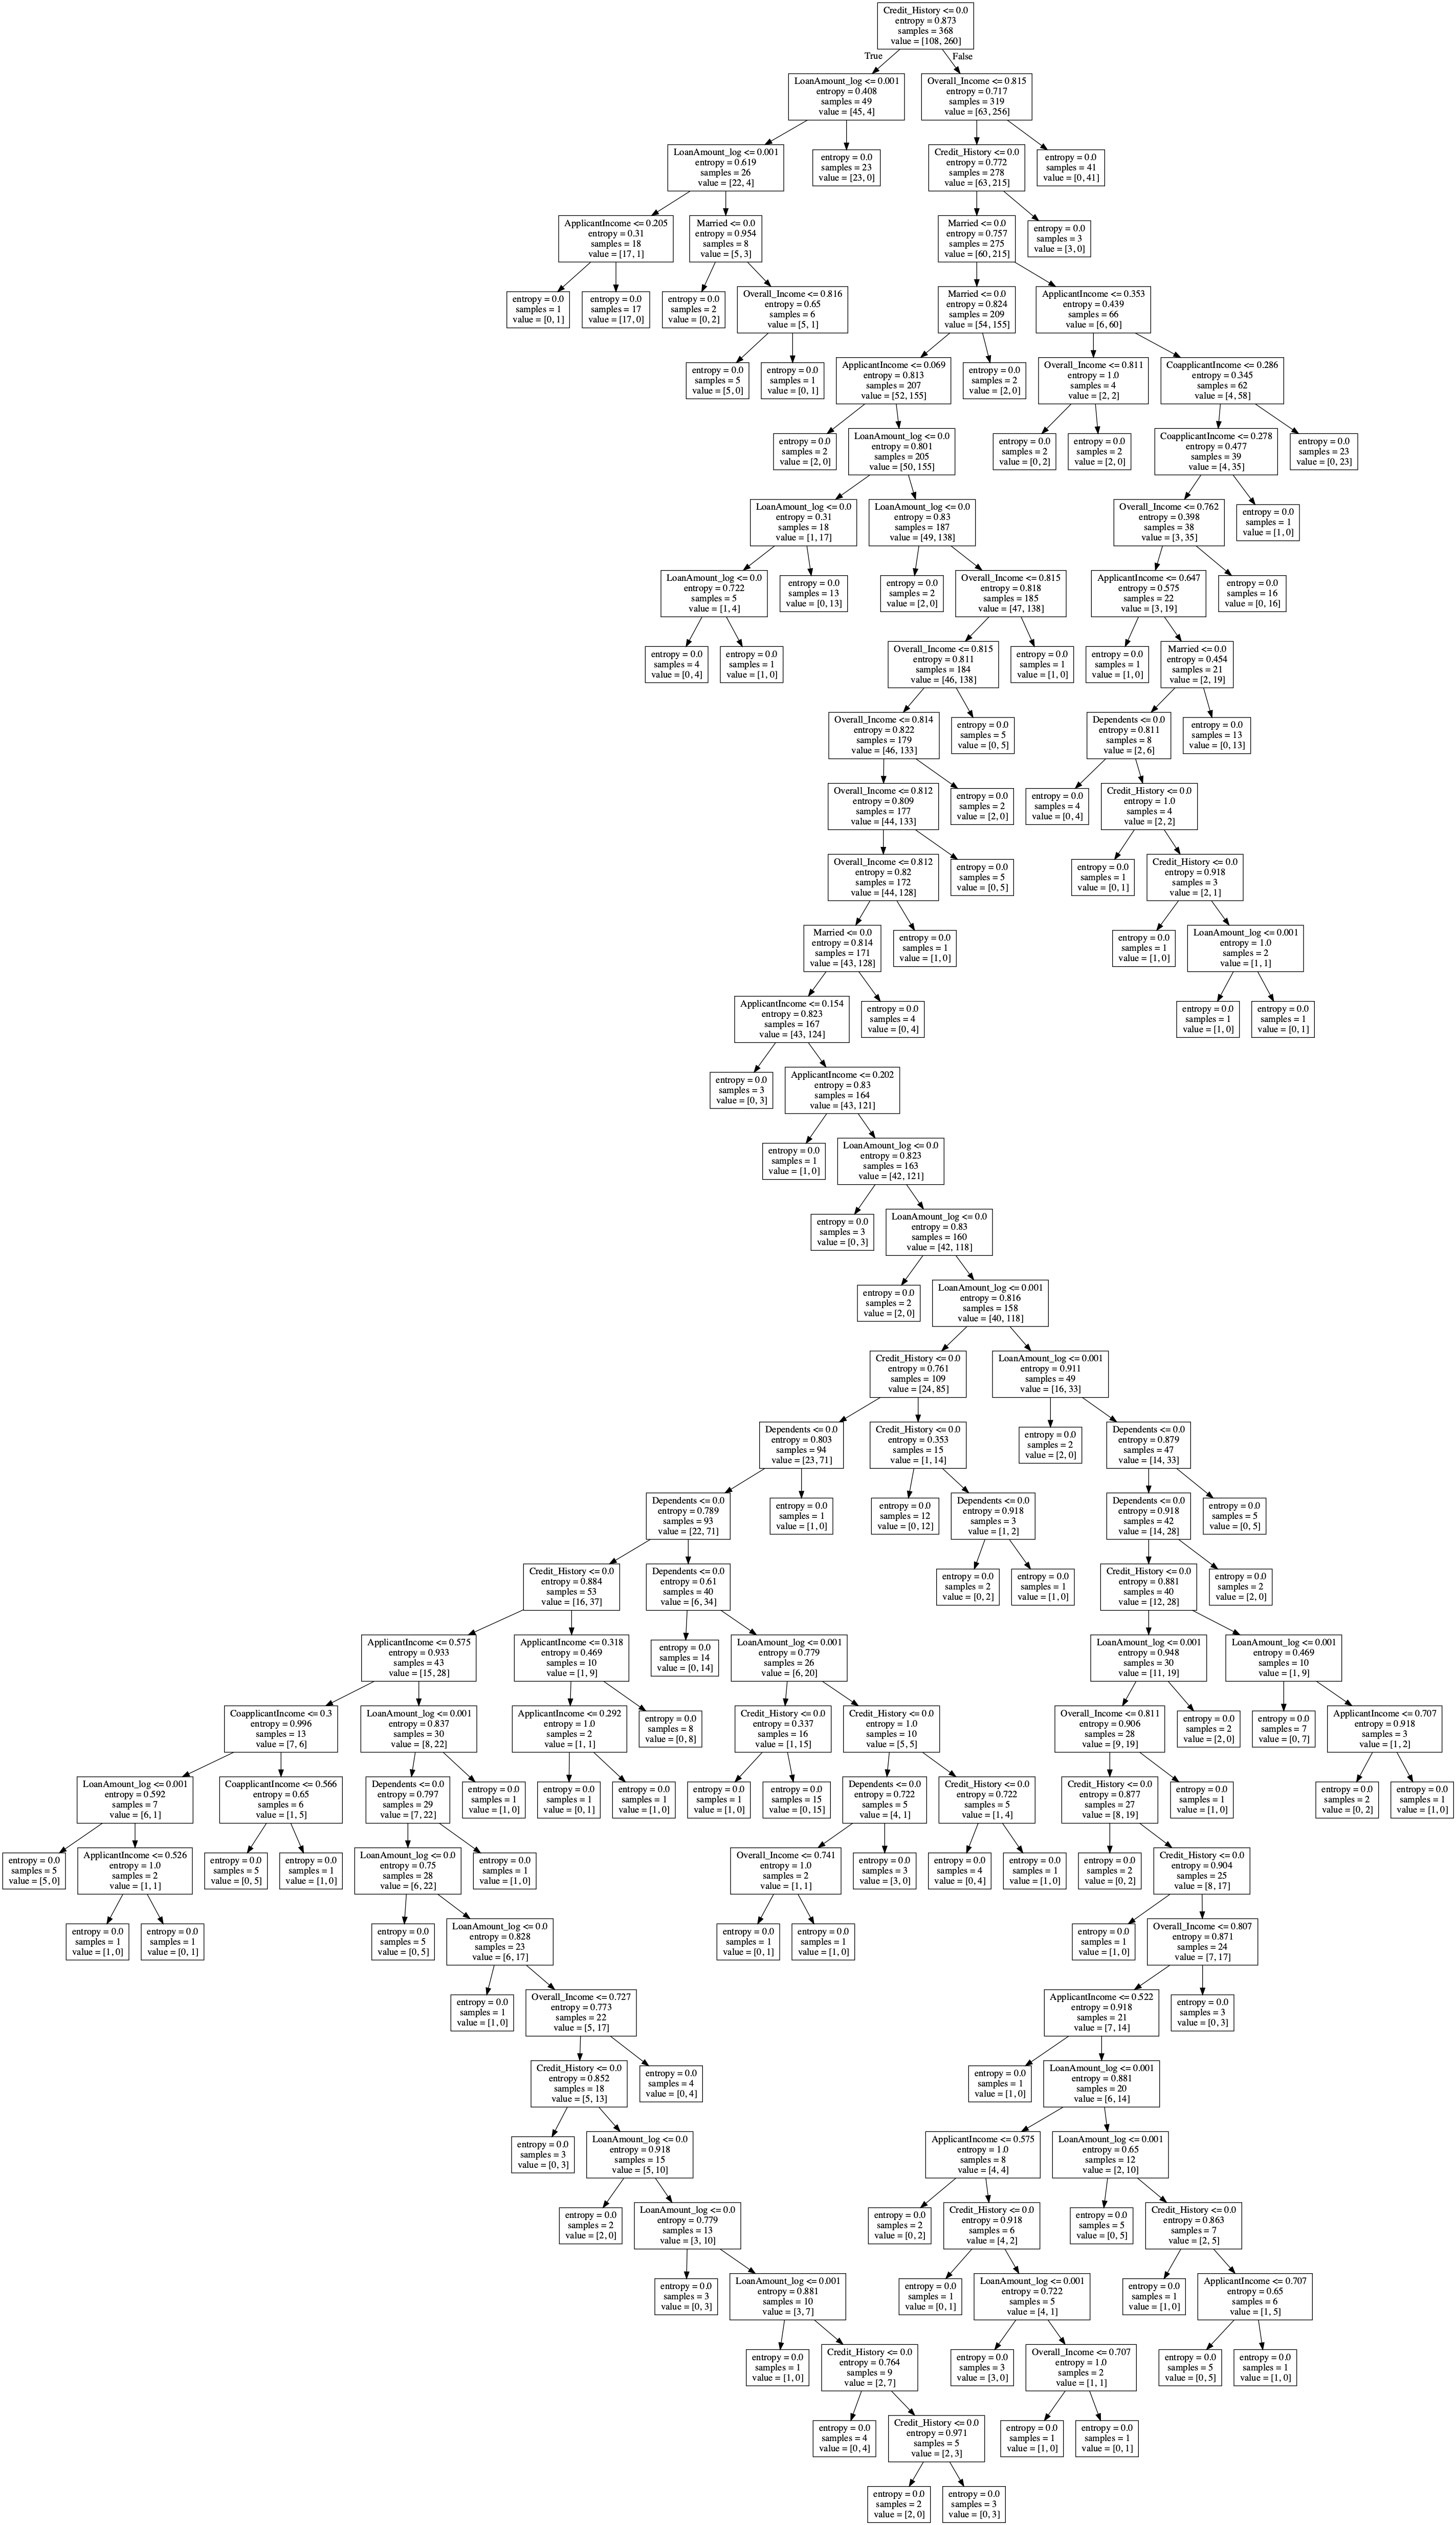 Credit_History <= 0.0
entropy = 0.873
samples = 368
value = [108, 260]
True
False
LoanAmount_log <= 0.001
entropy = 0.408
samples = 49
value = [45, 4]
Overall_Income <= 0.815
entropy = 0.717
samples = 319
value = [63, 256]
LoanAmount_log <= 0.001
entropy = 0.619
samples = 26
value = [22, 4]
entropy = 0.0
samples = 23
value = [23, 0]
Credit_History <= 0.0
entropy = 0.772
samples = 278
value = [63, 215]
entropy = 0.0
samples = 41
value = [0, 41]
ApplicantIncome <= 0.205
entropy = 0.31
samples = 18
value = [17, 1]
Married <= 0.0
entropy = 0.954
samples = 8
value = [5, 3]
Married <= 0.0
entropy = 0.757
samples = 275
value = [60, 215]
entropy = 0.0
samples = 3
value = [3, 0]
entropy = 0.0
samples = 1
value = [0, 1]
entropy = 0.0
samples = 17
value = [17, 0]
entropy = 0.0
samples = 2
value = [0, 2]
Overall_Income <= 0.816
entropy = 0.65
samples = 6
value = [5, 1]
Married <= 0.0
entropy = 0.824
samples = 209
value = [54, 155]
ApplicantIncome <= 0.353
entropy = 0.439
samples = 66
value = [6, 60]
entropy = 0.0
samples = 5
value = [5, 0]
entropy = 0.0
samples = 1
value = [0, 1]
ApplicantIncome <= 0.069
entropy = 0.813
samples = 207
value = [52, 155]
entropy = 0.0
samples = 2
value = [2, 0]
Overall_Income <= 0.811
entropy = 1.0
samples = 4
value = [2, 2]
CoapplicantIncome <= 0.286
entropy = 0.345
samples = 62
value = [4, 58]
entropy = 0.0
samples = 2
value = [2, 0]
LoanAmount_log <= 0.0
entropy = 0.801
samples = 205
value = [50, 155]
entropy = 0.0
samples = 2
value = [0, 2]
entropy = 0.0
samples = 2
value = [2, 0]
CoapplicantIncome <= 0.278
entropy = 0.477
samples = 39
value = [4, 35]
entropy = 0.0
samples = 23
value = [0, 23]
LoanAmount_log <= 0.0
entropy = 0.31
samples = 18
value = [1, 17]
LoanAmount_log <= 0.0
entropy = 0.83
samples = 187
value = [49, 138]
Overall_Income <= 0.762
entropy = 0.398
samples = 38
value = [3, 35]
entropy = 0.0
samples = 1
value = [1, 0]
LoanAmount_log <= 0.0
entropy = 0.722
samples = 5
value = [1, 4]
entropy = 0.0
samples = 13
value = [0, 13]
entropy = 0.0
samples = 2
value = [2, 0]
Overall_Income <= 0.815
entropy = 0.818
samples = 185
value = [47, 138]
ApplicantIncome <= 0.647
entropy = 0.575
samples = 22
value = [3, 19]
entropy = 0.0
samples = 16
value = [0, 16]
entropy = 0.0
samples = 4
value = [0, 4]
entropy = 0.0
samples = 1
value = [1, 0]
Overall_Income <= 0.815
entropy = 0.811
samples = 184
value = [46, 138]
entropy = 0.0
samples = 1
value = [1, 0]
entropy = 0.0
samples = 1
value = [1, 0]
Married <= 0.0
entropy = 0.454
samples = 21
value = [2, 19]
Overall_Income <= 0.814
entropy = 0.822
samples = 179
value = [46, 133]
entropy = 0.0
samples = 5
value = [0, 5]
Dependents <= 0.0
entropy = 0.811
samples = 8
value = [2, 6]
entropy = 0.0
samples = 13
value = [0, 13]
Overall_Income <= 0.812
entropy = 0.809
samples = 177
value = [44, 133]
entropy = 0.0
samples = 2
value = [2, 0]
entropy = 0.0
samples = 4
value = [0, 4]
Credit_History <= 0.0
entropy = 1.0
samples = 4
value = [2, 2]
Overall_Income <= 0.812
entropy = 0.82
samples = 172
value = [44, 128]
entropy = 0.0
samples = 5
value = [0, 5]
entropy = 0.0
samples = 1
value = [0, 1]
Credit_History <= 0.0
entropy = 0.918
samples = 3
value = [2, 1]
Married <= 0.0
entropy = 0.814
samples = 171
value = [43, 128]
entropy = 0.0
samples = 1
value = [1, 0]
entropy = 0.0
samples = 1
value = [1, 0]
LoanAmount_log <= 0.001
entropy = 1.0
samples = 2
value = [1, 1]
ApplicantIncome <= 0.154
entropy = 0.823
samples = 167
value = [43, 124]
entropy = 0.0
samples = 4
value = [0, 4]
entropy = 0.0
samples = 1
value = [1, 0]
entropy = 0.0
samples = 1
value = [0, 1]
entropy = 0.0
samples = 3
value = [0, 3]
ApplicantIncome <= 0.202
entropy = 0.83
samples = 164
value = [43, 121]
entropy = 0.0
samples = 1
value = [1, 0]
LoanAmount_log <= 0.0
entropy = 0.823
samples = 163
value = [42, 121]
entropy = 0.0
samples = 3
value = [0, 3]
LoanAmount_log <= 0.0
entropy = 0.83
samples = 160
value = [42, 118]
entropy = 0.0
samples = 2
value = [2, 0]
LoanAmount_log <= 0.001
entropy = 0.816
samples = 158
value = [40, 118]
Credit_History <= 0.0
entropy = 0.761
samples = 109
value = [24, 85]
LoanAmount_log <= 0.001
entropy = 0.911
samples = 49
value = [16, 33]
Dependents <= 0.0
entropy = 0.803
samples = 94
value = [23, 71]
Credit_History <= 0.0
entropy = 0.353
samples = 15
value = [1, 14]
entropy = 0.0
samples = 2
value = [2, 0]
Dependents <= 0.0
entropy = 0.879
samples = 47
value = [14, 33]
Dependents <= 0.0
entropy = 0.789
samples = 93
value = [22, 71]
entropy = 0.0
samples = 1
value = [1, 0]
entropy = 0.0
samples = 12
value = [0, 12]
Dependents <= 0.0
entropy = 0.918
samples = 3
value = [1, 2]
Dependents <= 0.0
entropy = 0.918
samples = 42
value = [14, 28]
entropy = 0.0
samples = 5
value = [0, 5]
Credit_History <= 0.0
entropy = 0.884
samples = 53
value = [16, 37]
Dependents <= 0.0
entropy = 0.61
samples = 40
value = [6, 34]
entropy = 0.0
samples = 2
value = [0, 2]
entropy = 0.0
samples = 1
value = [1, 0]
Credit_History <= 0.0
entropy = 0.881
samples = 40
value = [12, 28]
entropy = 0.0
samples = 2
value = [2, 0]
ApplicantIncome <= 0.575
entropy = 0.933
samples = 43
value = [15, 28]
ApplicantIncome <= 0.318
entropy = 0.469
samples = 10
value = [1, 9]
entropy = 0.0
samples = 14
value = [0, 14]
LoanAmount_log <= 0.001
entropy = 0.779
samples = 26
value = [6, 20]
LoanAmount_log <= 0.001
entropy = 0.948
samples = 30
value = [11, 19]
LoanAmount_log <= 0.001
entropy = 0.469
samples = 10
value = [1, 9]
CoapplicantIncome <= 0.3
entropy = 0.996
samples = 13
value = [7, 6]
LoanAmount_log <= 0.001
entropy = 0.837
samples = 30
value = [8, 22]
ApplicantIncome <= 0.292
entropy = 1.0
samples = 2
value = [1, 1]
entropy = 0.0
samples = 8
value = [0, 8]
Credit_History <= 0.0
entropy = 0.337
samples = 16
value = [1, 15]
Credit_History <= 0.0
entropy = 1.0
samples = 10
value = [5, 5]
Overall_Income <= 0.811
entropy = 0.906
samples = 28
value = [9, 19]
entropy = 0.0
samples = 2
value = [2, 0]
entropy = 0.0
samples = 7
value = [0, 7]
ApplicantIncome <= 0.707
entropy = 0.918
samples = 3
value = [1, 2]
LoanAmount_log <= 0.001
entropy = 0.592
samples = 7
value = [6, 1]
CoapplicantIncome <= 0.566
entropy = 0.65
samples = 6
value = [1, 5]
Dependents <= 0.0
entropy = 0.797
samples = 29
value = [7, 22]
entropy = 0.0
samples = 1
value = [1, 0]
entropy = 0.0
samples = 1
value = [0, 1]
entropy = 0.0
samples = 1
value = [1, 0]
entropy = 0.0
samples = 1
value = [1, 0]
entropy = 0.0
samples = 15
value = [0, 15]
Dependents <= 0.0
entropy = 0.722
samples = 5
value = [4, 1]
Credit_History <= 0.0
entropy = 0.722
samples = 5
value = [1, 4]
Credit_History <= 0.0
entropy = 0.877
samples = 27
value = [8, 19]
entropy = 0.0
samples = 1
value = [1, 0]
entropy = 0.0
samples = 2
value = [0, 2]
entropy = 0.0
samples = 1
value = [1, 0]
entropy = 0.0
samples = 5
value = [5, 0]
ApplicantIncome <= 0.526
entropy = 1.0
samples = 2
value = [1, 1]
entropy = 0.0
samples = 5
value = [0, 5]
entropy = 0.0
samples = 1
value = [1, 0]
LoanAmount_log <= 0.0
entropy = 0.75
samples = 28
value = [6, 22]
entropy = 0.0
samples = 1
value = [1, 0]
Overall_Income <= 0.741
entropy = 1.0
samples = 2
value = [1, 1]
entropy = 0.0
samples = 3
value = [3, 0]
entropy = 0.0
samples = 4
value = [0, 4]
entropy = 0.0
samples = 1
value = [1, 0]
entropy = 0.0
samples = 2
value = [0, 2]
Credit_History <= 0.0
entropy = 0.904
samples = 25
value = [8, 17]
entropy = 0.0
samples = 1
value = [1, 0]
entropy = 0.0
samples = 1
value = [0, 1]
entropy = 0.0
samples = 5
value = [0, 5]
LoanAmount_log <= 0.0
entropy = 0.828
samples = 23
value = [6, 17]
entropy = 0.0
samples = 1
value = [0, 1]
entropy = 0.0
samples = 1
value = [1, 0]
entropy = 0.0
samples = 1
value = [1, 0]
Overall_Income <= 0.807
entropy = 0.871
samples = 24
value = [7, 17]
entropy = 0.0
samples = 1
value = [1, 0]
Overall_Income <= 0.727
entropy = 0.773
samples = 22
value = [5, 17]
ApplicantIncome <= 0.522
entropy = 0.918
samples = 21
value = [7, 14]
entropy = 0.0
samples = 3
value = [0, 3]
Credit_History <= 0.0
entropy = 0.852
samples = 18
value = [5, 13]
entropy = 0.0
samples = 4
value = [0, 4]
entropy = 0.0
samples = 1
value = [1, 0]
LoanAmount_log <= 0.001
entropy = 0.881
samples = 20
value = [6, 14]
entropy = 0.0
samples = 3
value = [0, 3]
LoanAmount_log <= 0.0
entropy = 0.918
samples = 15
value = [5, 10]
ApplicantIncome <= 0.575
entropy = 1.0
samples = 8
value = [4, 4]
LoanAmount_log <= 0.001
entropy = 0.65
samples = 12
value = [2, 10]
entropy = 0.0
samples = 2
value = [2, 0]
LoanAmount_log <= 0.0
entropy = 0.779
samples = 13
value = [3, 10]
entropy = 0.0
samples = 2
value = [0, 2]
Credit_History <= 0.0
entropy = 0.918
samples = 6
value = [4, 2]
entropy = 0.0
samples = 5
value = [0, 5]
Credit_History <= 0.0
entropy = 0.863
samples = 7
value = [2, 5]
entropy = 0.0
samples = 3
value = [0, 3]
LoanAmount_log <= 0.001
entropy = 0.881
samples = 10
value = [3, 7]
entropy = 0.0
samples = 1
value = [0, 1]
LoanAmount_log <= 0.001
entropy = 0.722
samples = 5
value = [4, 1]
entropy = 0.0
samples = 1
value = [1, 0]
ApplicantIncome <= 0.707
entropy = 0.65
samples = 6
value = [1, 5]
entropy = 0.0
samples = 1
value = [1, 0]
Credit_History <= 0.0
entropy = 0.764
samples = 9
value = [2, 7]
entropy = 0.0
samples = 3
value = [3, 0]
Overall_Income <= 0.707
entropy = 1.0
samples = 2
value = [1, 1]
entropy = 0.0
samples = 5
value = [0, 5]
entropy = 0.0
samples = 1
value = [1, 0]
entropy = 0.0
samples = 4
value = [0, 4]
Credit_History <= 0.0
entropy = 0.971
samples = 5
value = [2, 3]
entropy = 0.0
samples = 1
value = [1, 0]
entropy = 0.0
samples = 1
value = [0, 1]
entropy = 0.0
samples = 2
value = [2, 0]
entropy = 0.0
samples = 3
value = [0, 3]